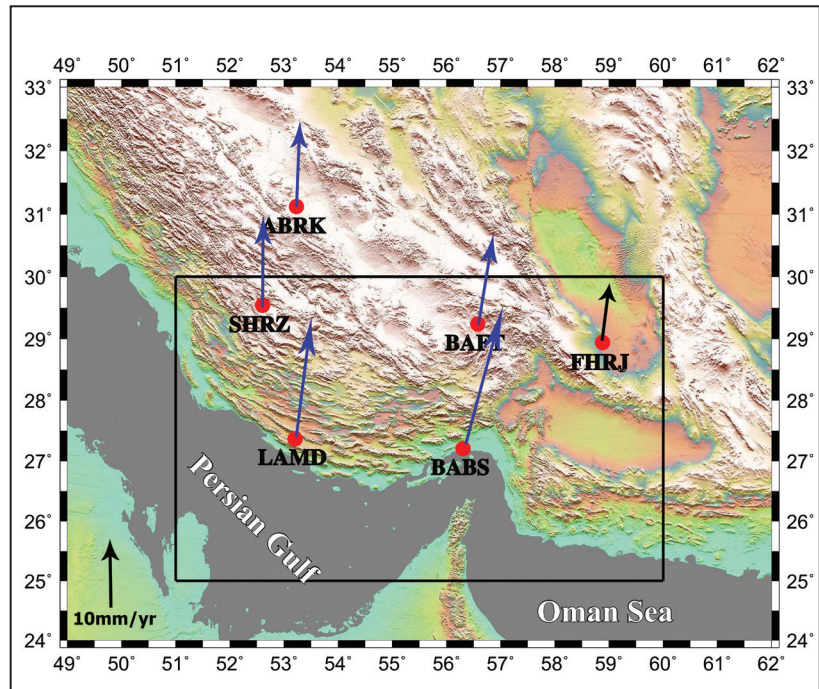 49° 50° 51° 52° 53° 54° 55° 56° 57° 58° 59° 60° 61° 62°
33° 33°
32° 32°
31° 31°
ABRK
30° 30°
SHRZ
BAFT
29° 29°
FHRJ
28° 28°
LAMD
BABS
27° 27°
Persian Gulf
26° 26°
25° 25°
10mm/yr
Oman Sea
24° 24°
49° 50° 51° 52° 53° 54° 55° 56° 57° 58° 59° 60° 61° 62°